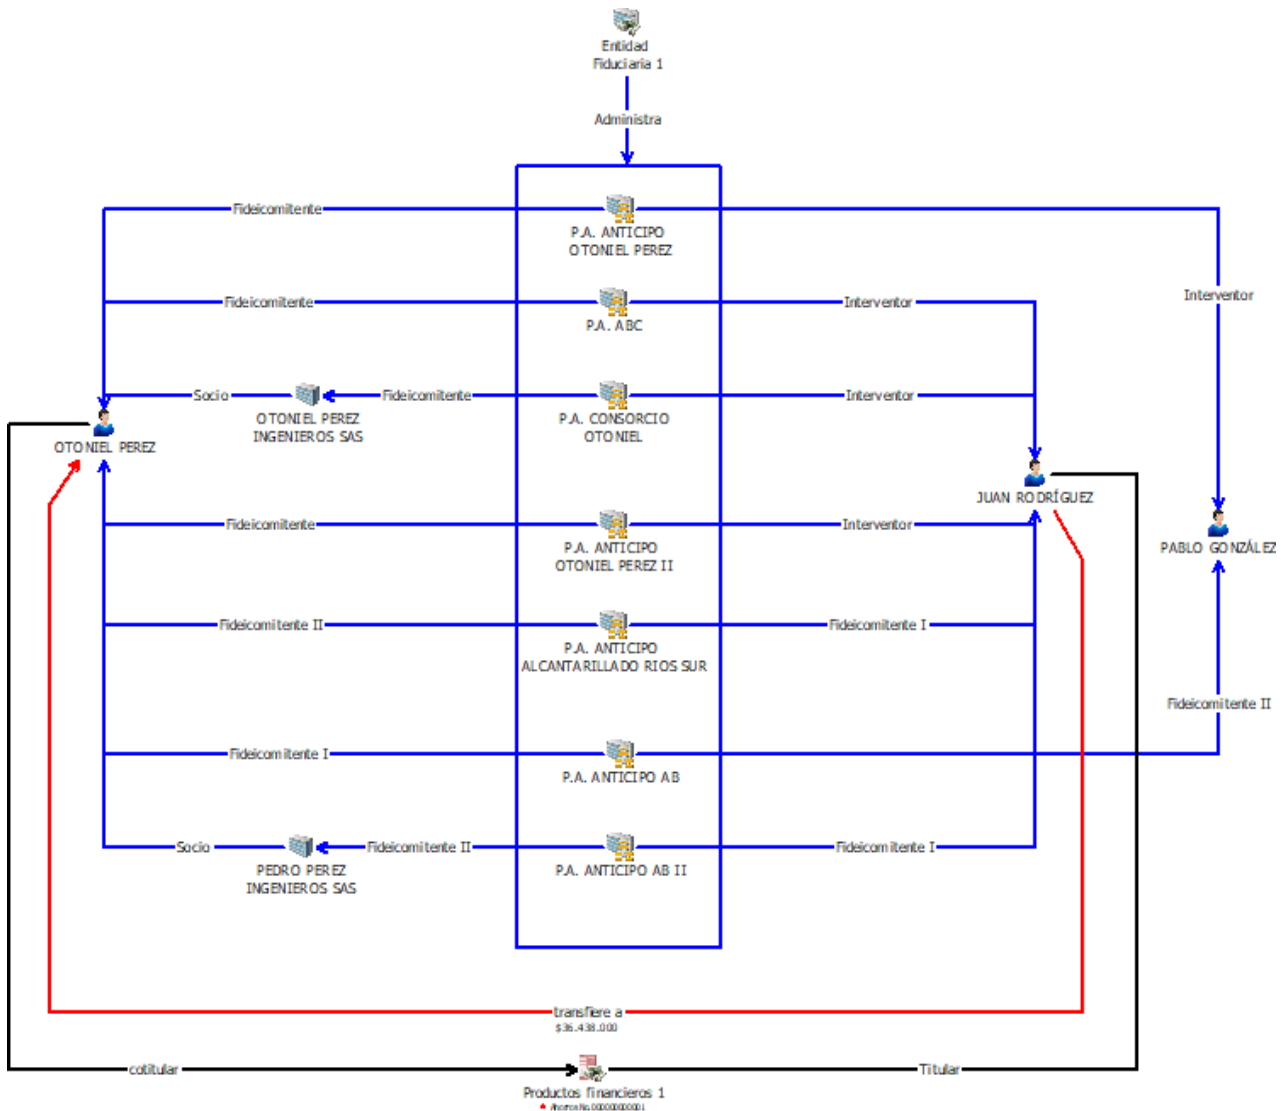 Entidad
Fiduciaria 1
Administra
Fideicomitente
P.A. ANTICIPO
OTONIEL PEREZ
Interventor
Fideicomitente
P.A. ABC
Interventor
Socio
OTONIEL PEREZ
INGENIEROS SAS
Fideicomitente
P.A. CONSORCIO
OTONIEL
Interventor
OTONIEL PEREZ
JUAN RODRÍGUEZ
Fideicomitente
P.A. ANTICIPO
OTONIEL PEREZ II
Interventor
PABLO GONZÁLEZ
Fideicomitente II
P.A. ANTICIPO
ALCANTARILLADO RIOS SUR
Fideicomitente I
Fideicomitente II
Fideicomitente I
P.A. ANTICIPO AB
Socio
PEDRO PEREZ
INGENIEROS SAS
Fideicomitente II
P.A. ANTICIPO AB II
Fideicomitente I
transfiere a
$36.438.000
cotitular
Titular
Productos financieros 1
Ahorros No.